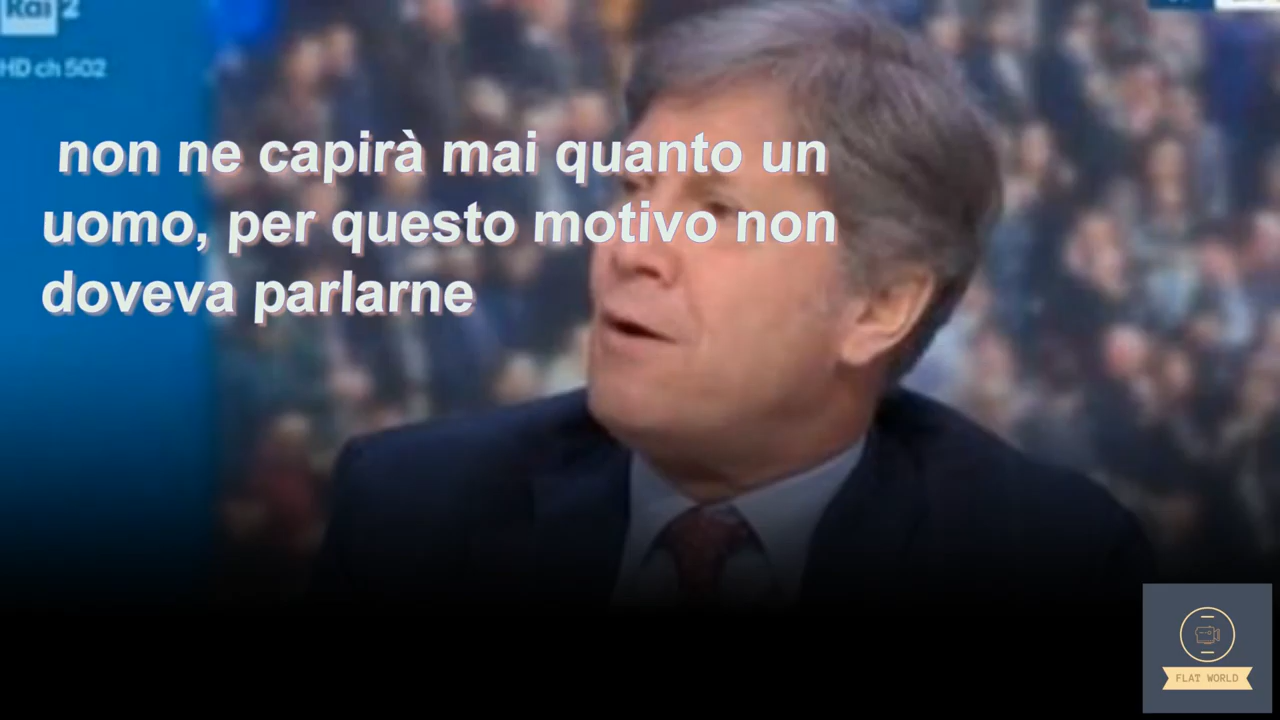 Rai 2
HD ch 502
non ne capirà mai quanto un
uomo, per questo motivo non
doveva parlarne
FLAT WORLD